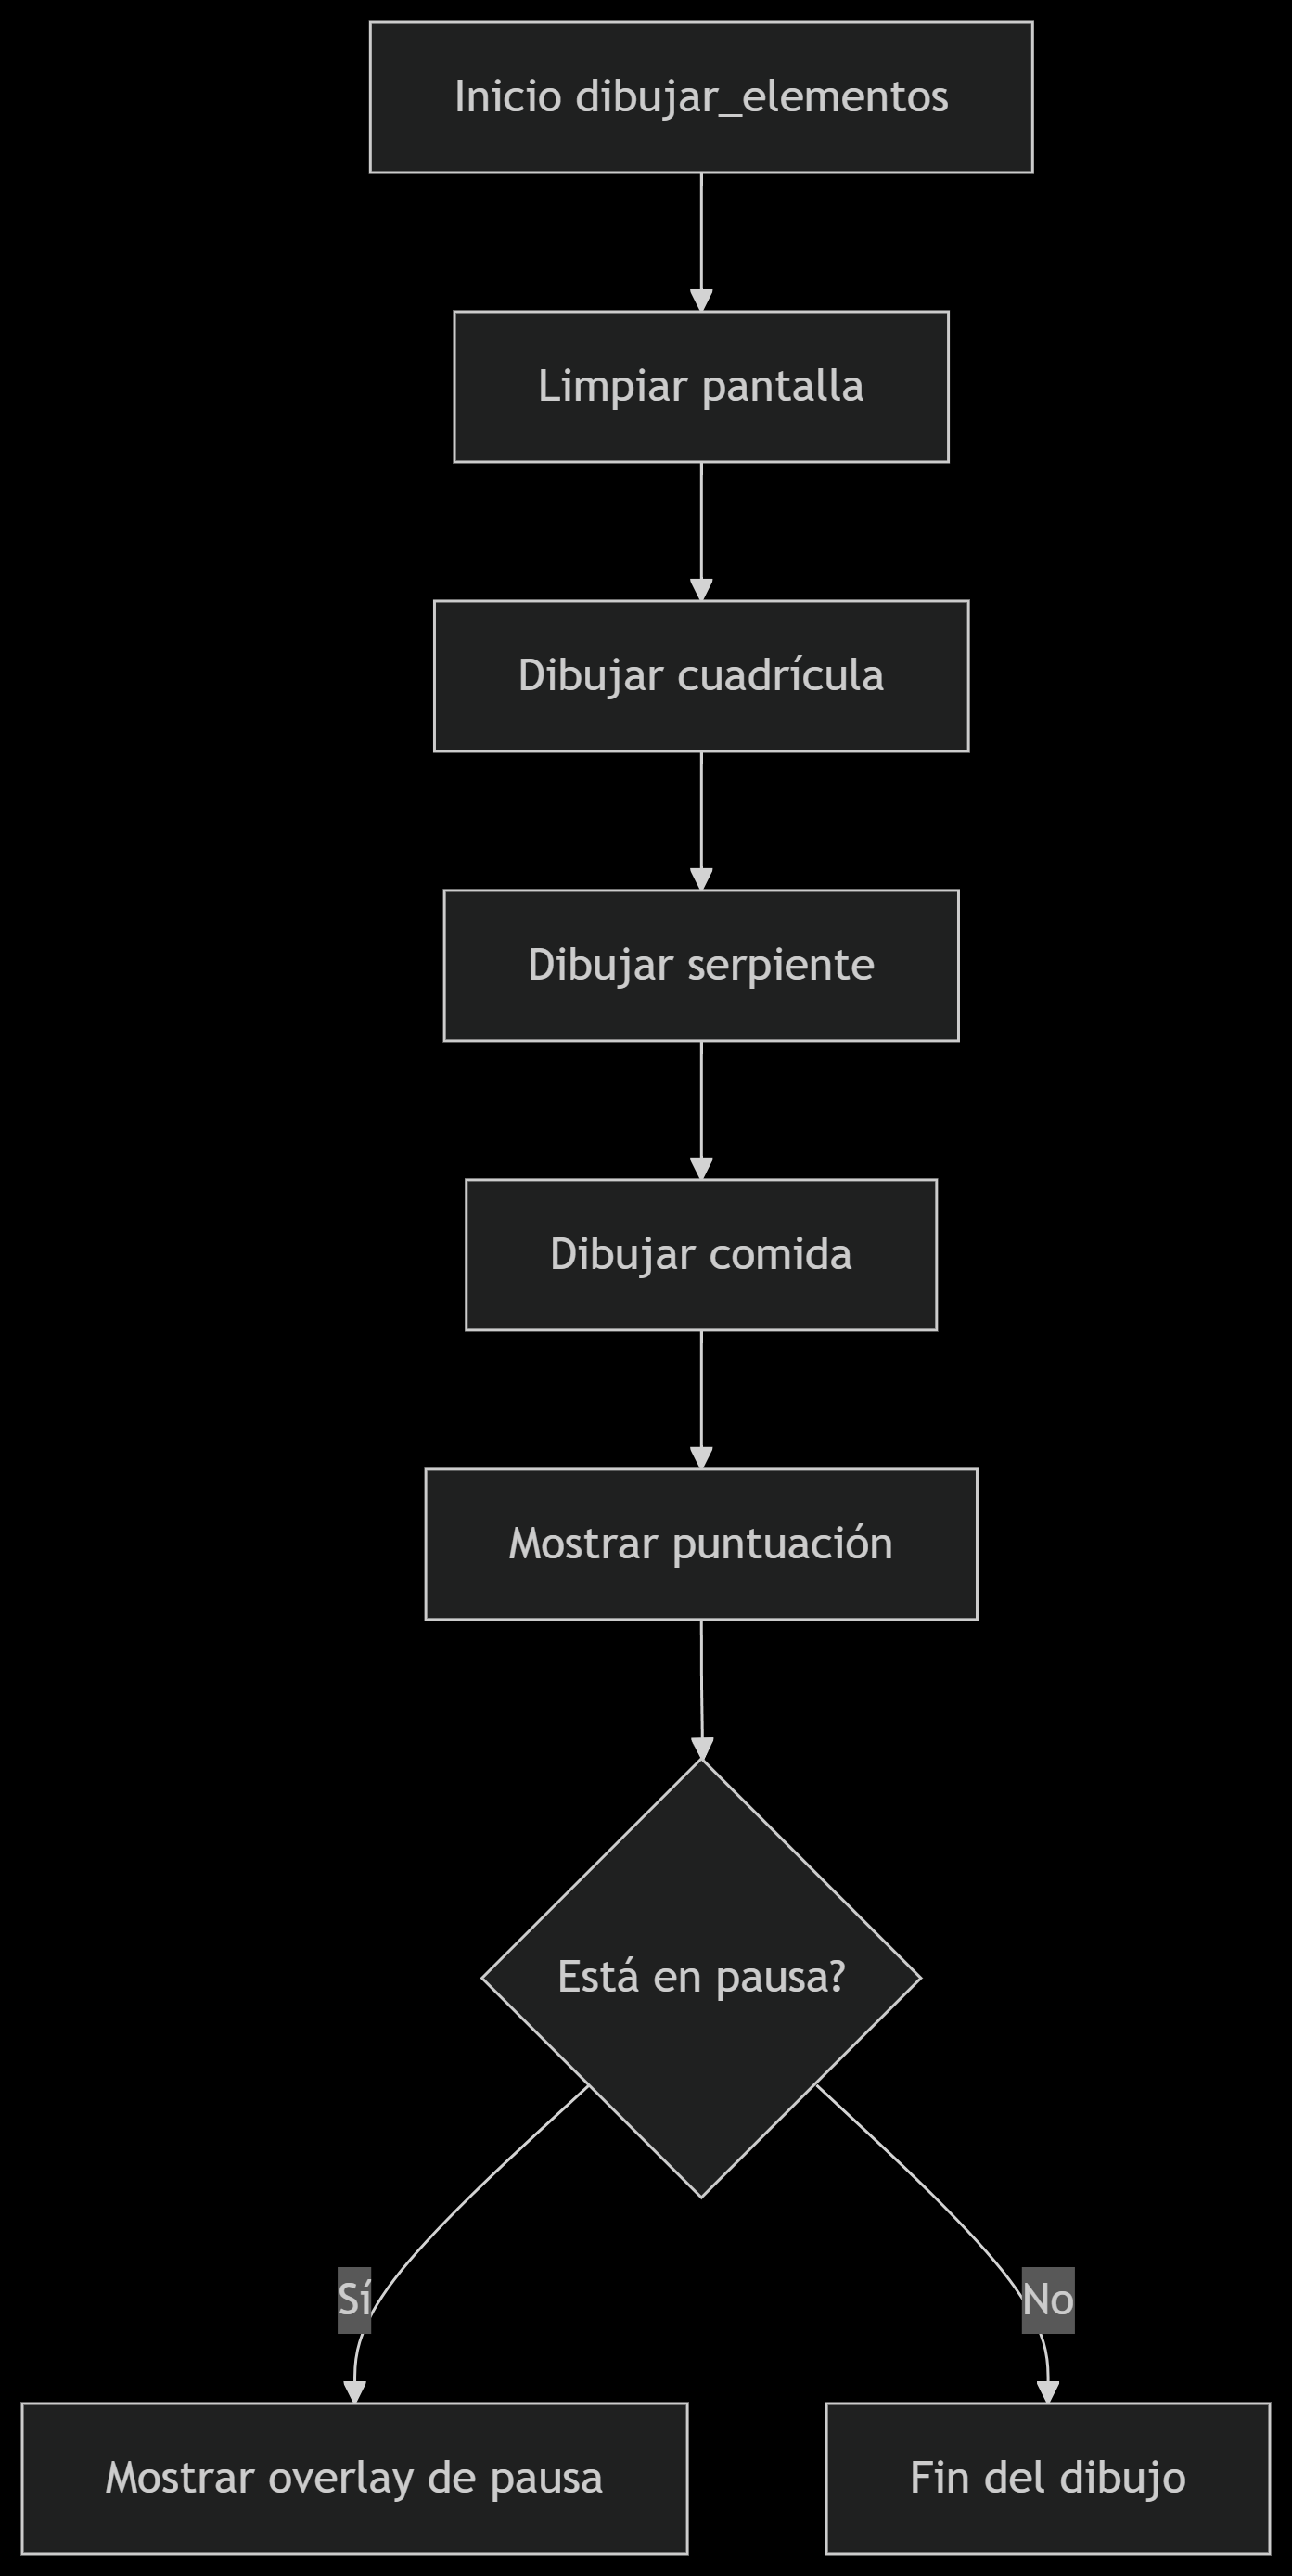 Inicio dibujar_elementos
Limpiar pantalla
Dibujar cuadrícula
Dibujar serpiente
Dibujar comida
Mostrar puntuación
Está en pausa?
Sí
No
Mostrar overlay de pausa
Fin del dibujo